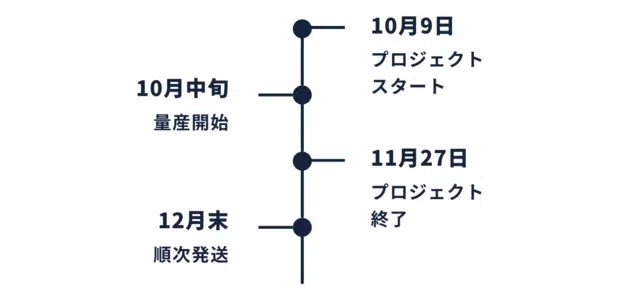 10月9日
プロジェクト
スタート
10月中旬
量産開始
11月27日
プロジェクト
終了
12月末
順次発送